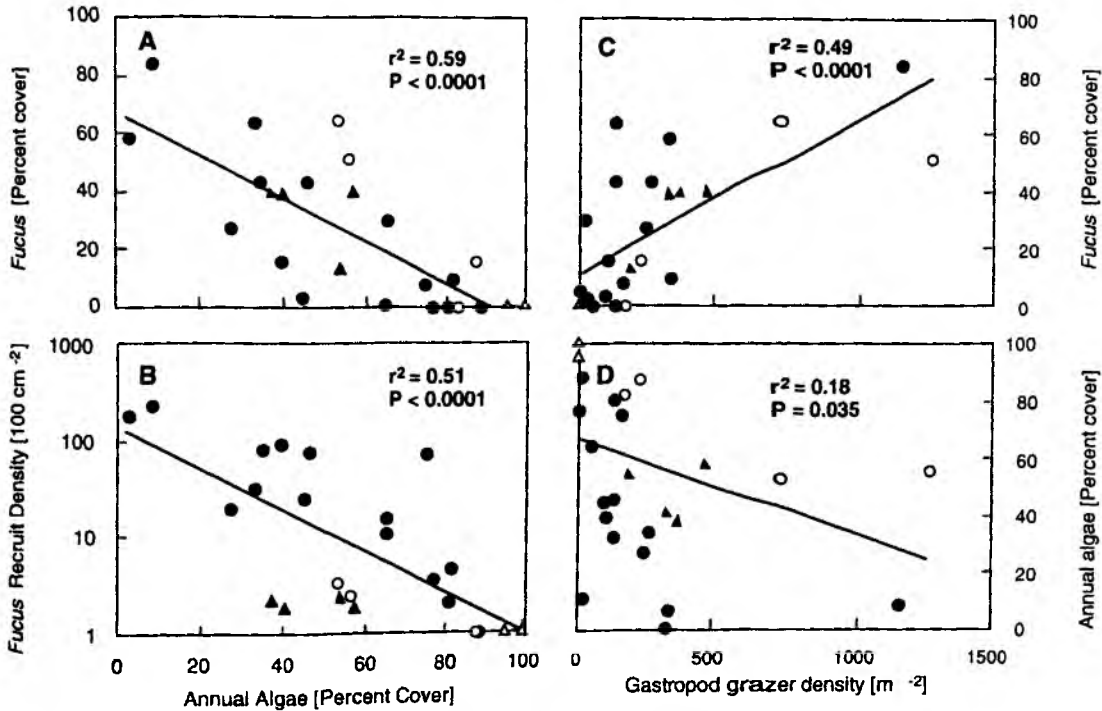 A
r² = 0.59
P < 0.0001
Fucus [Percent cover]
100
80
60
40
20
0
C
r² = 0.49
P < 0.0001
100
80
60
40
20
0
Fucus [Percent cover]
B
r² = 0.51
P < 0.0001
Fucus Recruit Density [100 cm⁻²]
1000
100
10
1
0
20
40
60
80
100
Annual Algae [Percent Cover]
D
r² = 0.18
P = 0.035
100
80
60
40
20
0
Annual algae [Percent cover]
0
500
1000
1500
Gastropod grazer density [m ⁻²]